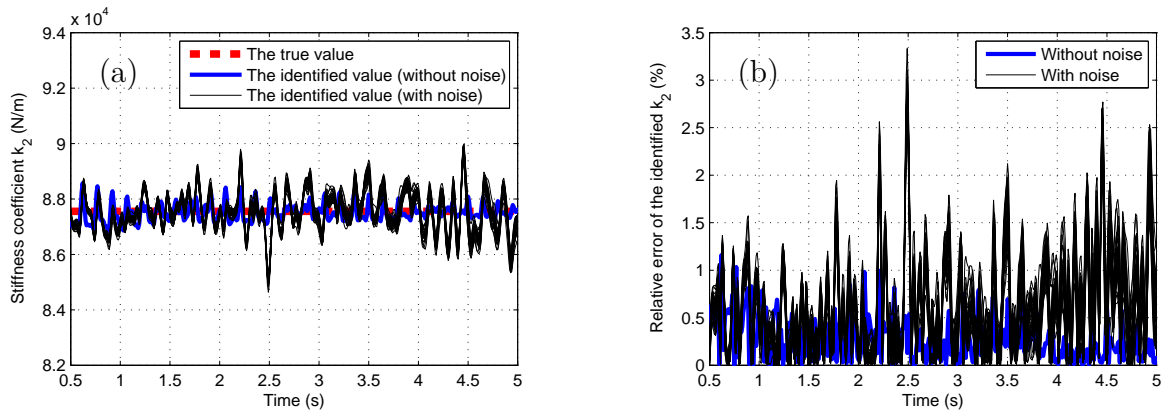 x 10^4
9.4
9.2
9
8.8
8.6
8.4
8.2
0.5 1 1.5 2 2.5 3 3.5 4 4.5 5
Time (s)
Stiffness coefficient k_2 (N/m)
(a)
The true value
The identified value (without noise)
The identified value (with noise)
3.5
3
2.5
2
1.5
1
0.5
0
0.5 1 1.5 2 2.5 3 3.5 4 4.5 5
Time (s)
Relative error of the identified k_2 (%)
(b)
Without noise
With noise